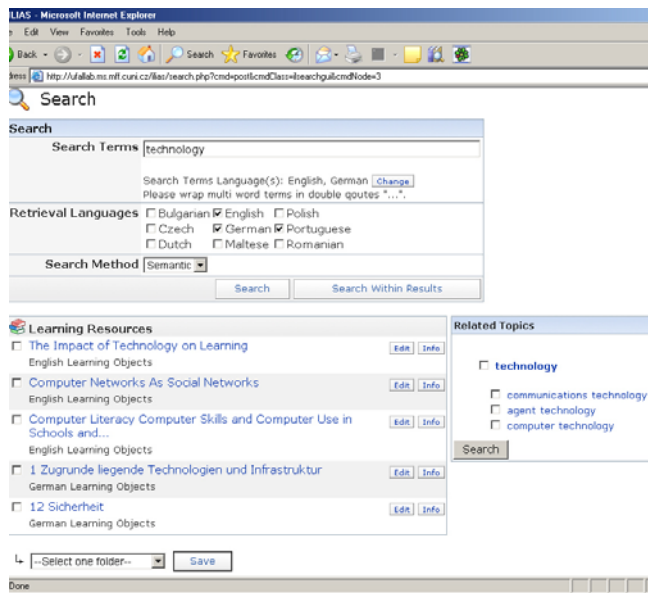 ILIAS - Microsoft Internet Explorer
Edit View Favorites Tools Help
Back Search Favorites
http://ufallab.ms.mff.cuni.cz/ilias/search.php?cmd=post&cmdClass=ilsearchgui&cmdNode=3
Search
Search
Search Terms technology
Search Terms Language(s): English, German Change
Please wrap multi word terms in double qoutes "...".
Retrieval Languages Bulgarian English Polish
Czech German Portuguese
Dutch Maltese Romanian
Search Method Semantic
Search Search Within Results
Learning Resources
The Impact of Technology on Learning Edit Info
English Learning Objects
Computer Networks As Social Networks Edit Info
English Learning Objects
Computer Literacy Computer Skills and Computer Use in
Schools and... Edit Info
English Learning Objects
1 Zugrunde liegende Technologien und Infrastruktur Edit Info
German Learning Objects
12 Sicherheit Edit Info
German Learning Objects
Related Topics
technology
communications technology
agent technology
computer technology
Search
--Select one folder-- Save
Done